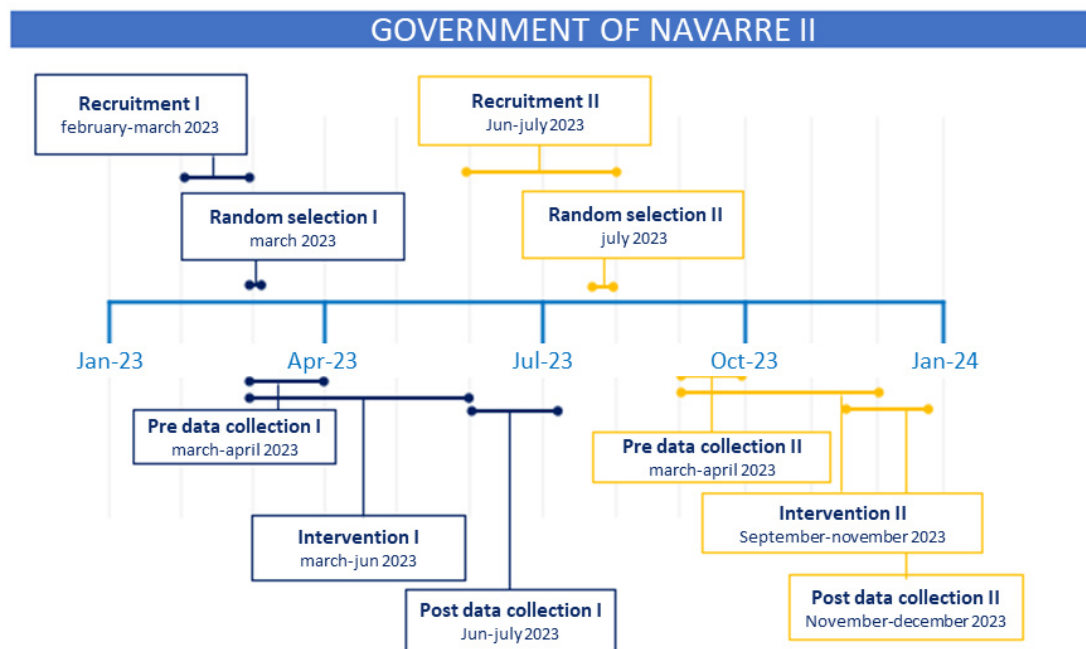 GOVERNMENT OF NAVARRE II
Recruitment I
february-march 2023
Recruitment II
Jun-july 2023
Random selection I
march 2023
Random selection II
july 2023
Jan-23
Apr-23
Jul-23
Oct-23
Jan-24
Pre data collection I
march-april 2023
Pre data collection II
march-april 2023
Intervention I
march-jun 2023
Intervention II
September-november 2023
Post data collection I
Jun-july 2023
Post data collection II
November-december 2023